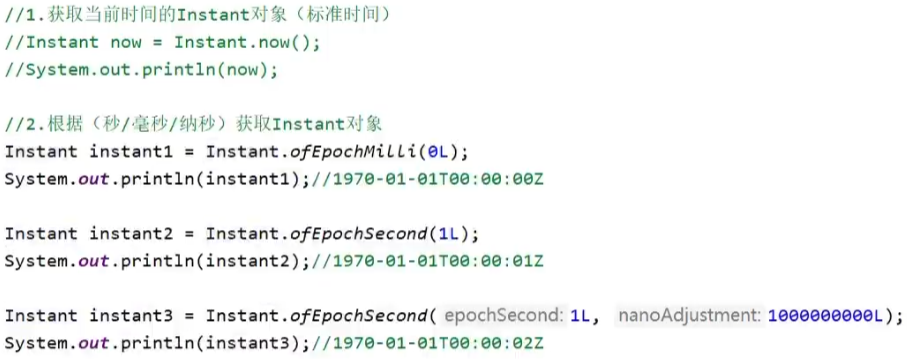 //1.获取当前时间的Instant对象（标准时间）
//Instant now = Instant.now();
//System.out.println(now);
//2.根据（秒/毫秒/纳秒）获取Instant对象
Instant instant1 = Instant.ofEpochMilli(0L);
System.out.println(instant1);//1970-01-01T00:00:00Z
Instant instant2 = Instant.ofEpochSecond(1L);
System.out.println(instant2);//1970-01-01T00:00:01Z
Instant instant3 = Instant.ofEpochSecond( epochSecond: 1L, nanoAdjustment: 1000000000L);
System.out.println(instant3);//1970-01-01T00:00:02Z